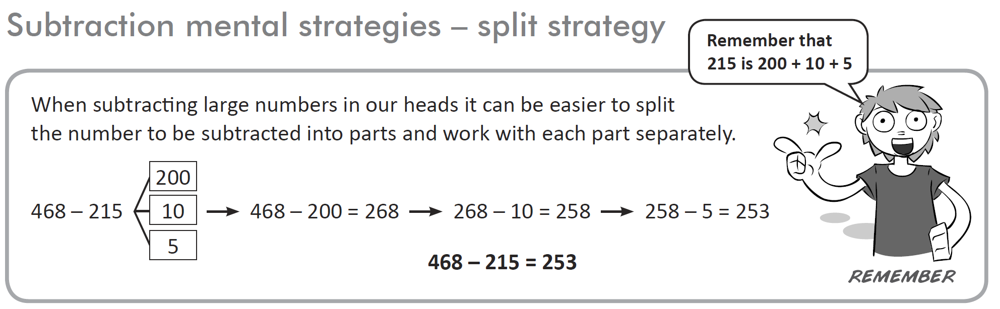 Subtraction mental strategies – split strategy
Remember that
215 is 200 + 10 + 5
When subtracting large numbers in our heads it can be easier to split
the number to be subtracted into parts and work with each part separately.
200
468 – 215 10 468 – 200 = 268 268 – 10 = 258 258 – 5 = 253
5
468 – 215 = 253
REMEMBER